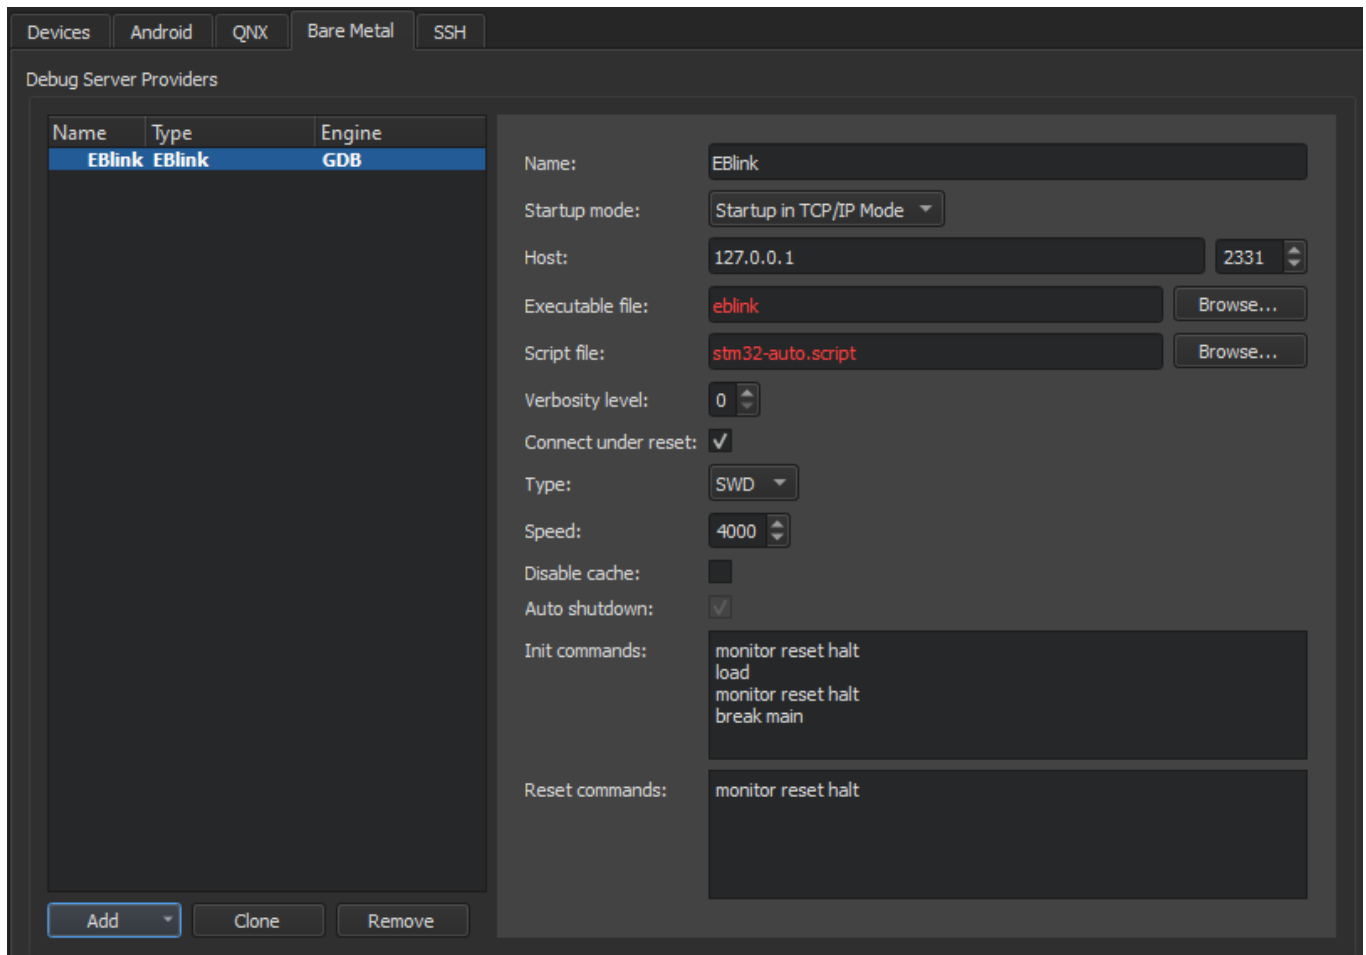 Devices Android QNX Bare Metal SSH
Debug Server Providers
Name Type Engine
EBlink EBlink GDB
Name: EBlink
Startup mode: Startup in TCP/IP Mode
Host: 127.0.0.1 2331
Executable file: eblink Browse...
Script file: stm32-auto.script Browse...
Verbosity level: 0
Connect under reset:
Type: SWD
Speed: 4000
Disable cache:
Auto shutdown:
Init commands: monitor reset halt
load
monitor reset halt
break main
Reset commands: monitor reset halt
Add Clone Remove